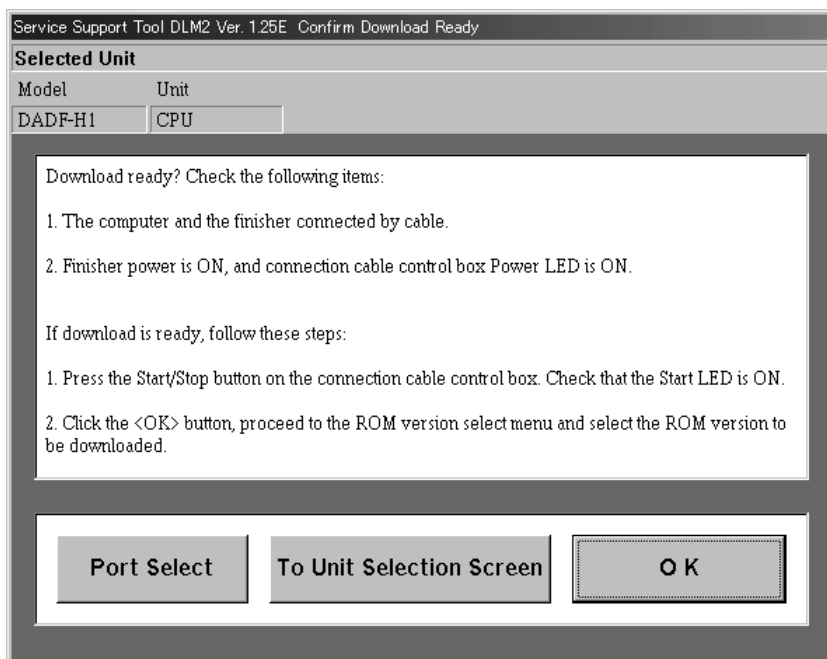 Service Support Tool DLM2 Ver. 1.25E Confirm Download Ready
Selected Unit
Model Unit
DADF-H1 CPU
Download ready? Check the following items:
1. The computer and the finisher connected by cable.
2. Finisher power is ON, and connection cable control box Power LED is ON.
If download is ready, follow these steps:
1. Press the Start/Stop button on the connection cable control box. Check that the Start LED is ON.
2. Click the <OK> button, proceed to the ROM version select menu and select the ROM version to
be downloaded.
Port Select To Unit Selection Screen O K